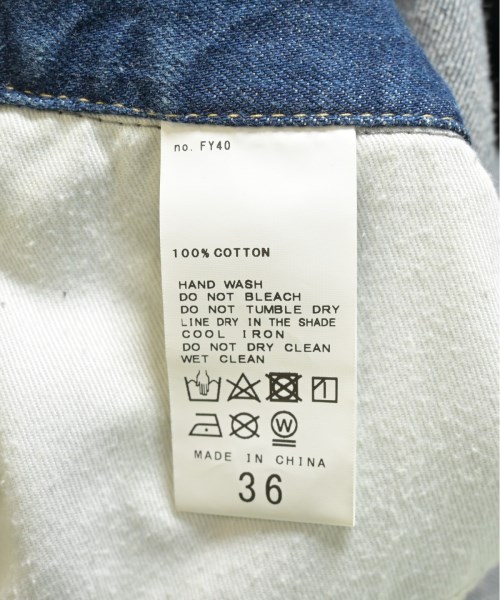 no. FY40
100% COTTON
HAND WASH
DO NOT BLEACH
DO NOT TUMBLE DRY
LINE DRY IN THE SHADE
COOL IRON
DO NOT DRY CLEAN
WET CLEAN
W
MADE IN CHINA
36